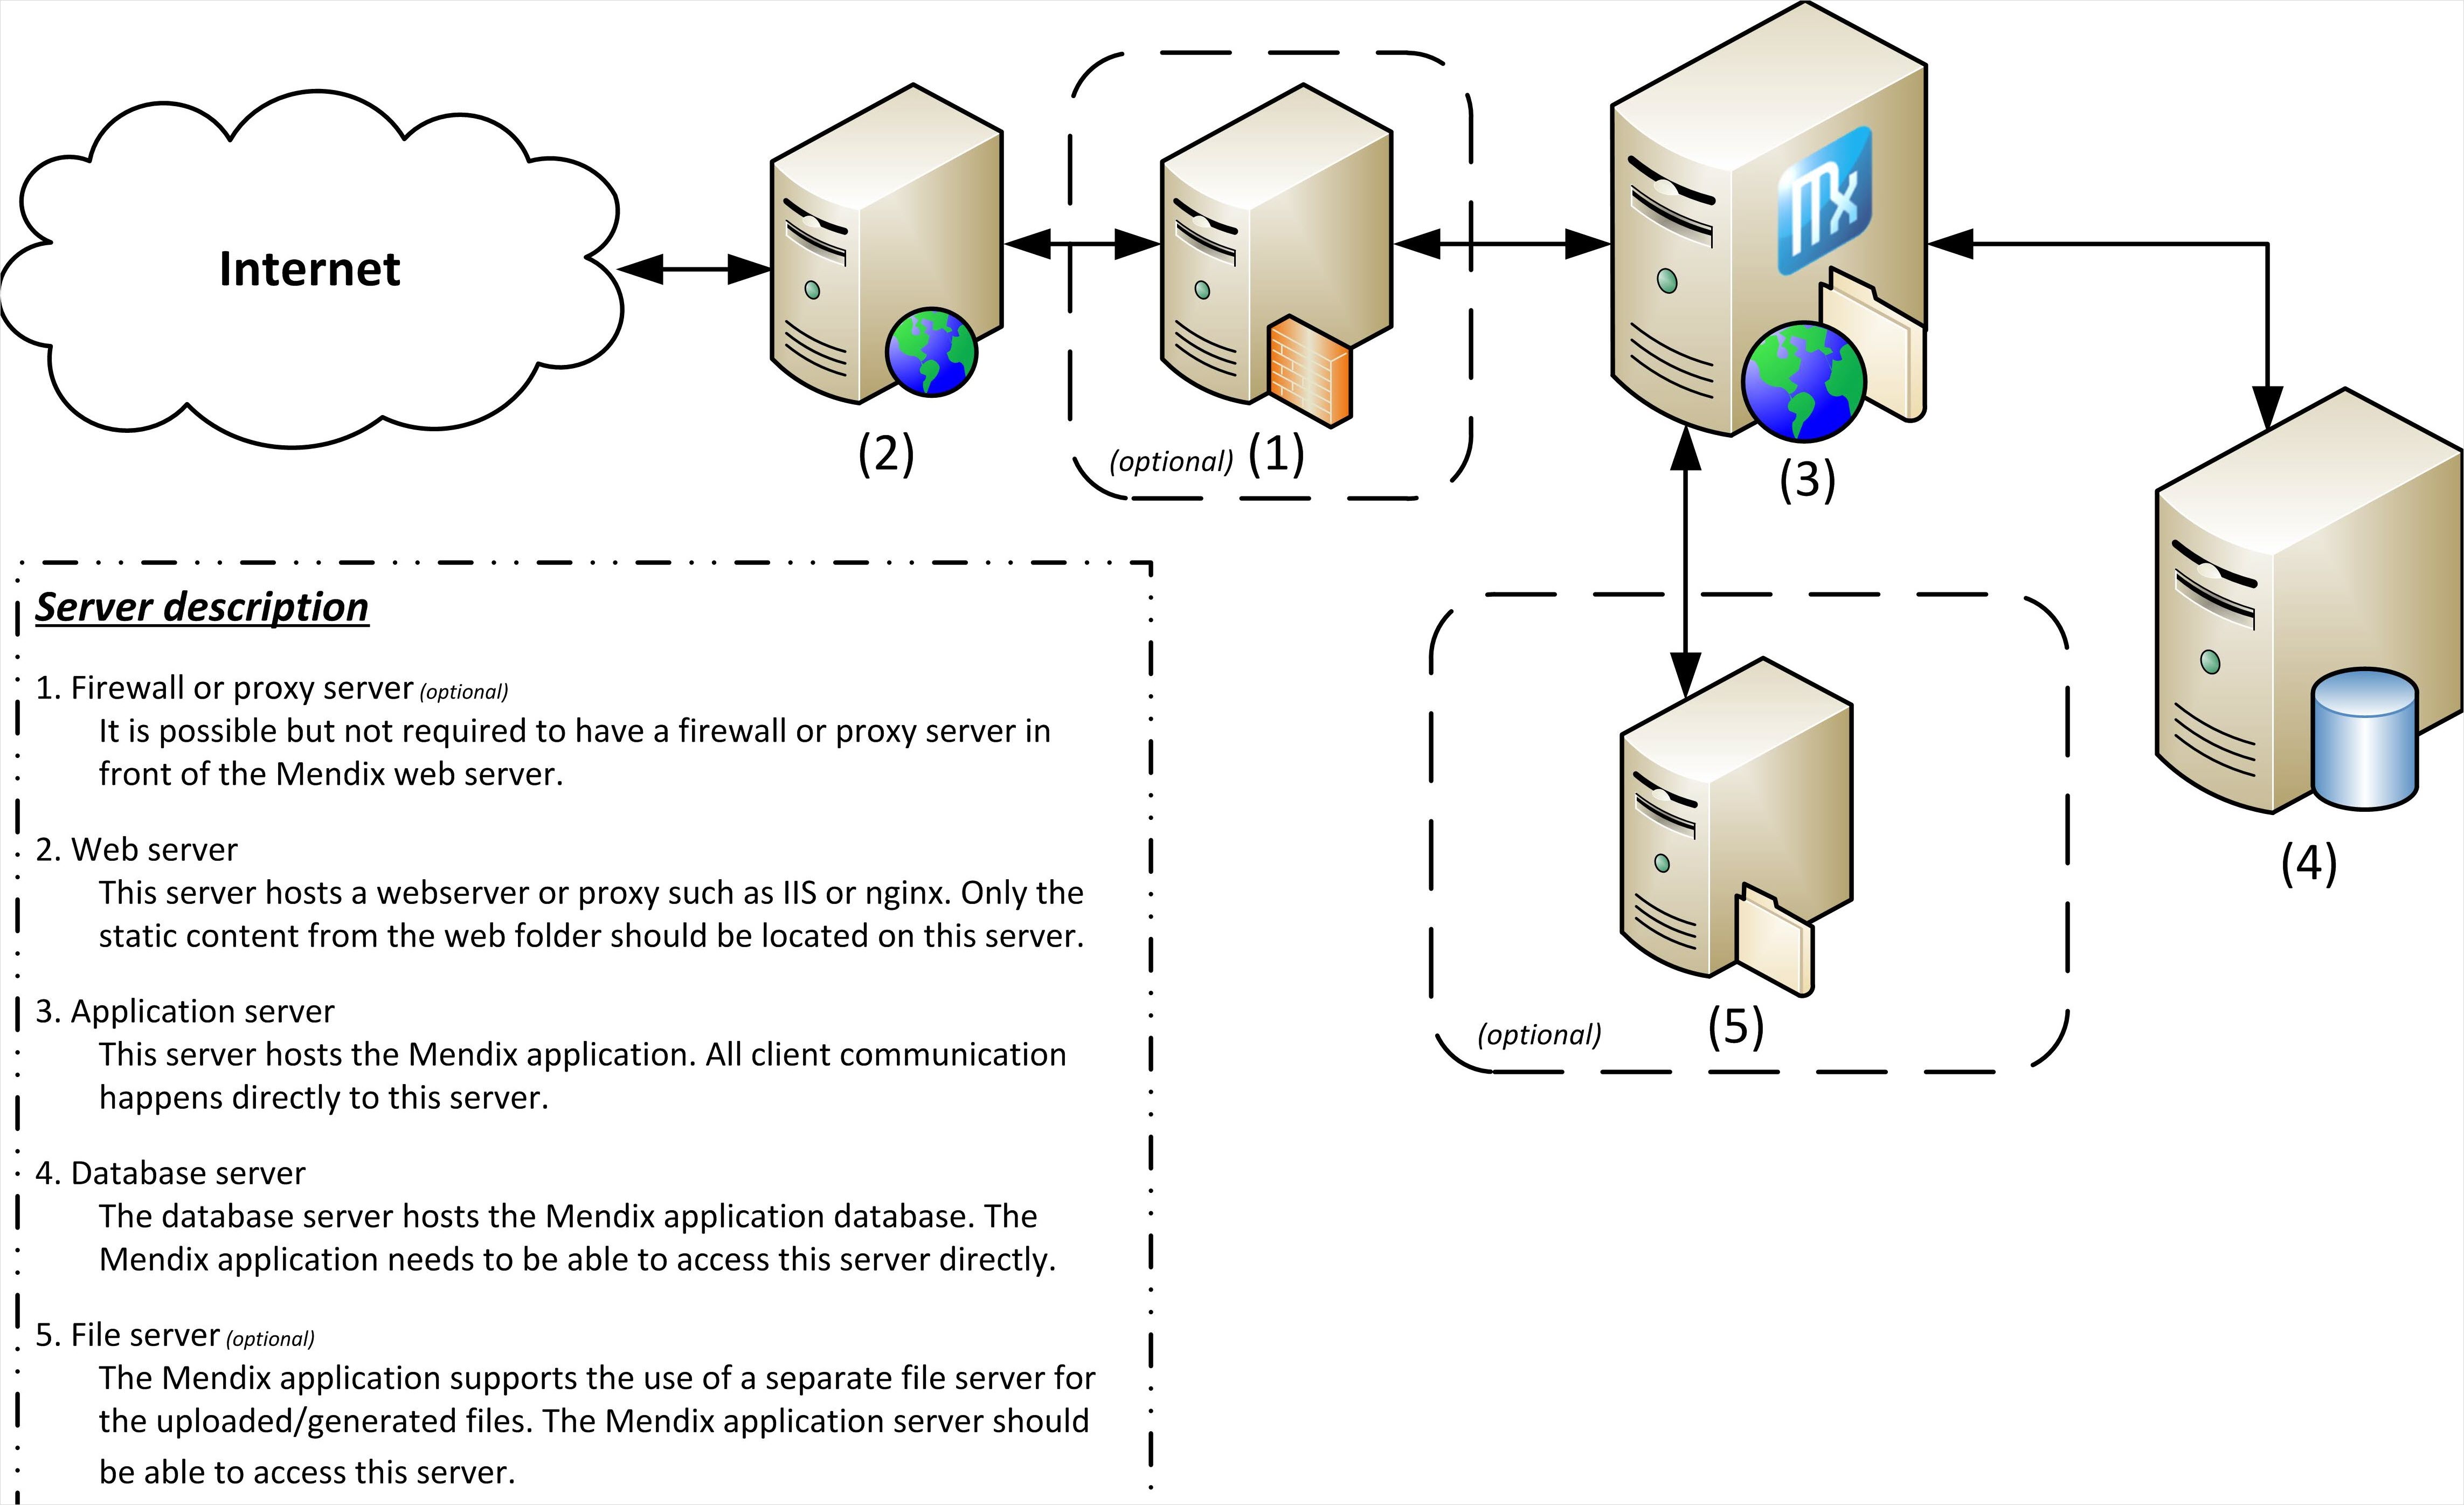 Internet
Mx
(2)
(optional) (1)
(3)
(4)
(optional)
(5)
Server description
1. Firewall or proxy server (optional)
It is possible but not required to have a firewall or proxy server in
front of the Mendix web server.
2. Web server
This server hosts a webserver or proxy such as IIS or nginx. Only the
static content from the web folder should be located on this server.
3. Application server
This server hosts the Mendix application. All client communication
happens directly to this server.
4. Database server
The database server hosts the Mendix application database. The
Mendix application needs to be able to access this server directly.
5. File server (optional)
The Mendix application supports the use of a separate file server for
the uploaded/generated files. The Mendix application server should
be able to access this server.